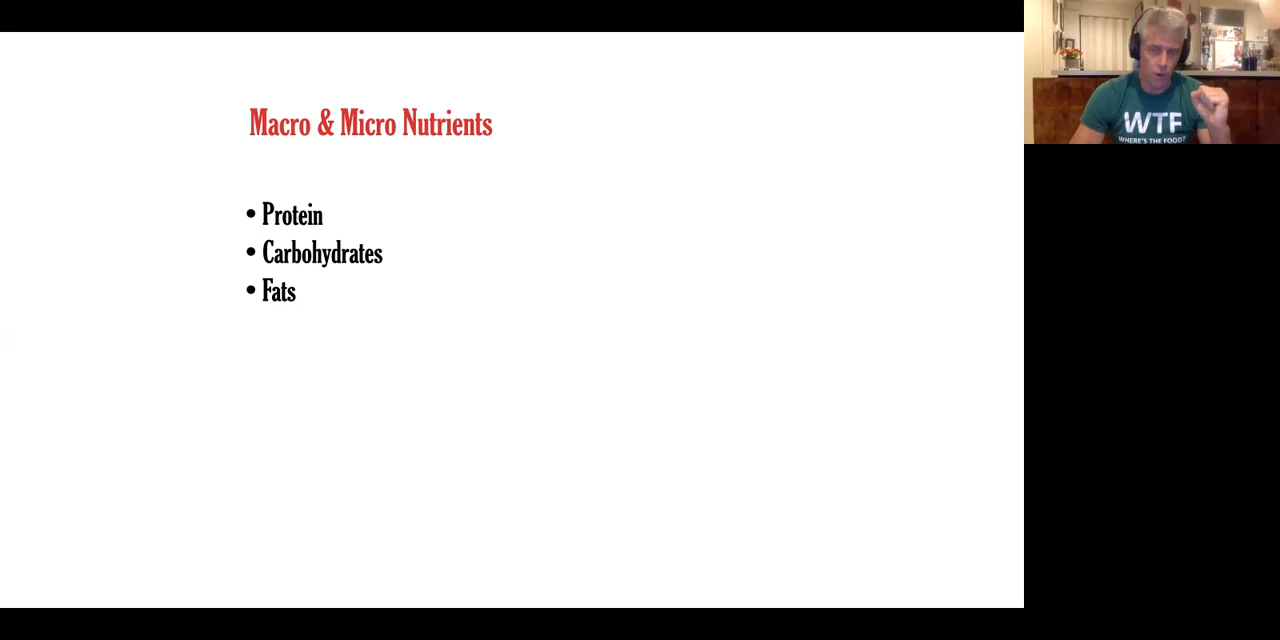 Macro & Micro Nutrients
• Protein
• Carbohydrates
• Fats
WTF
WHERE'S THE FOOD?